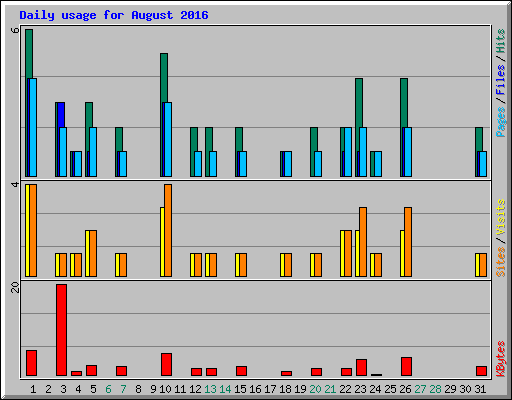 Daily usage for August 2016
6
4
20
Pages/Files/Hits
Sites/Visits
KBytes
1 2 3 4 5 6 7 8 9 10 11 12 13 14 15 16 17 18 19 20 21 22 23 24 25 26 27 28 29 30 31